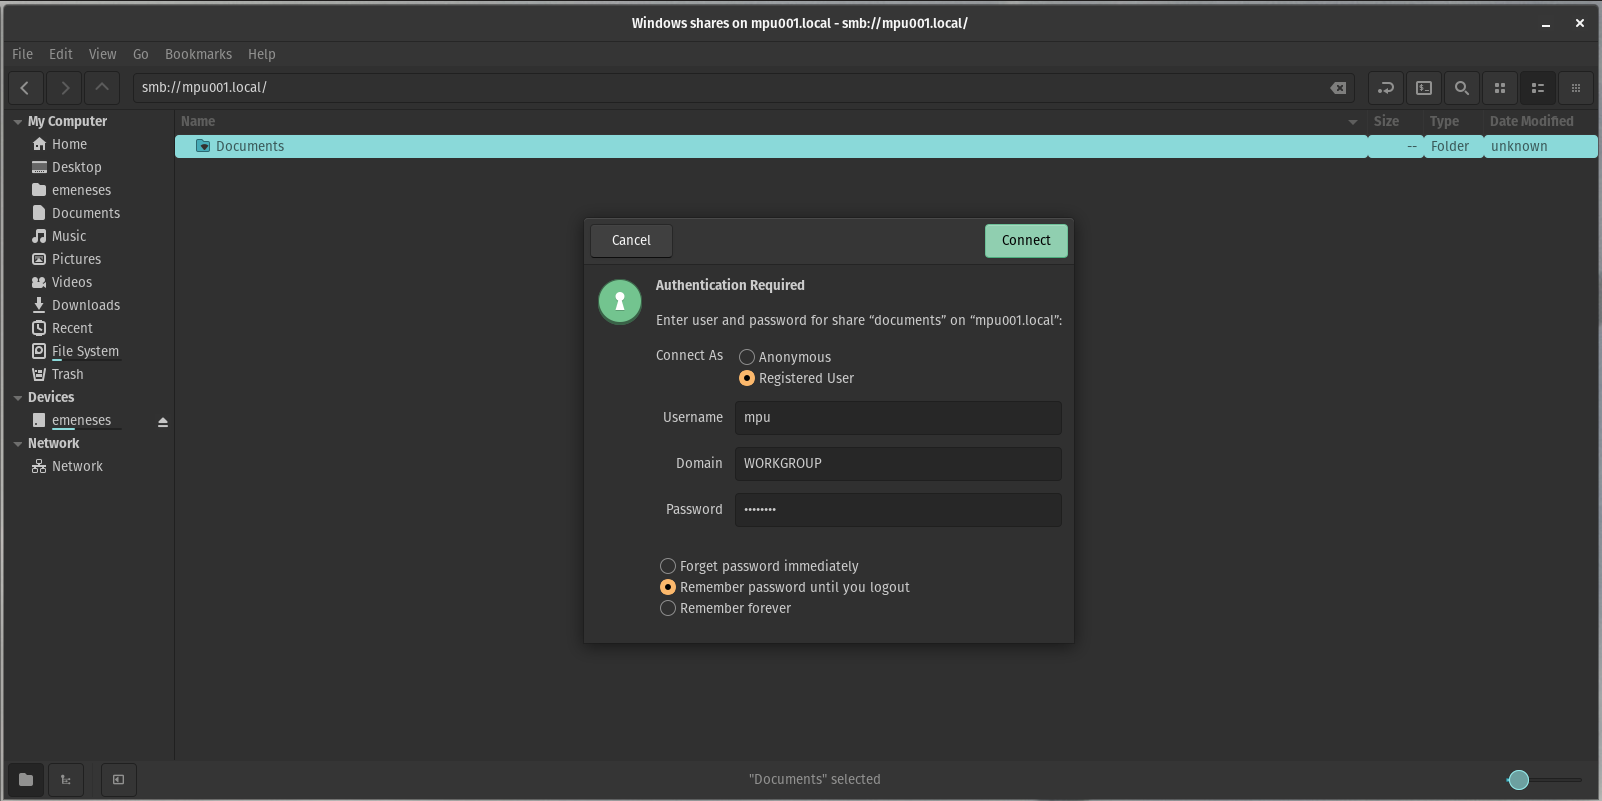 Windows shares on mpu001.local - smb://mpu001.local/
File Edit View Go Bookmarks Help
smb://mpu001.local/
My Computer
Home
Desktop
emeneses
Documents
Music
Pictures
Videos
Downloads
Recent
File System
Trash
Devices
emeneses
Network
Network
Name Size Type Date Modified
Documents -- Folder unknown
Cancel Connect
Authentication Required
Enter user and password for share “documents” on “mpu001.local”:
Connect As Anonymous
Registered User
Username mpu
Domain WORKGROUP
Password ••••••••
Forget password immediately
Remember password until you logout
Remember forever
"Documents" selected